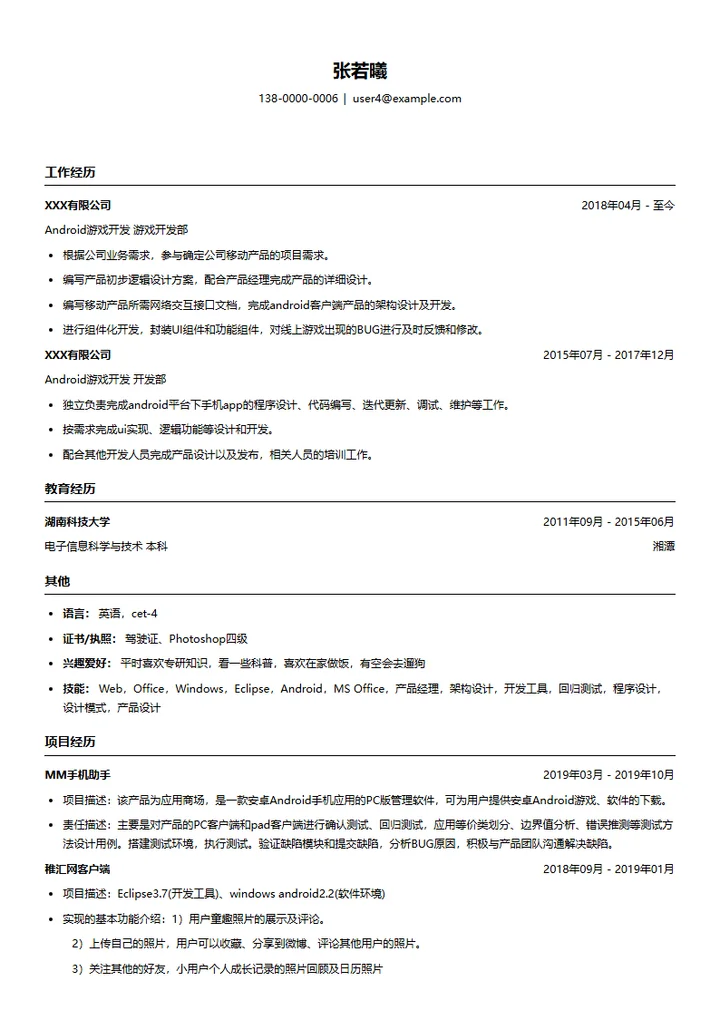 张若曦
138-0000-0006 | user4@example.com
工作经历
XXX有限公司 2018年04月 - 至今
Android游戏开发 游戏开发部
• 根据公司业务需求，参与确定公司移动产品的项目需求。
• 编写产品初步逻辑设计方案，配合产品经理完成产品的详细设计。
• 编写移动产品所需网络交互接口文档，完成android客户端产品的架构设计及开发。
• 进行组件化开发，封装UI组件和功能组件，对线上游戏出现的BUG进行及时反馈和修改。
XXX有限公司 2015年07月 - 2017年12月
Android游戏开发 开发部
• 独立负责完成android平台下手机app的程序设计、代码编写、迭代更新、调试、维护等工作。
• 按需求完成ui实现、逻辑功能等设计和开发。
• 配合其他开发人员完成产品设计以及发布，相关人员的培训工作。
教育经历
湖南科技大学 2011年09月 - 2015年06月
电子信息科学与技术 本科 湘潭
其他
• 语言： 英语，cet-4
• 证书/执照： 驾驶证、Photoshop四级
• 兴趣爱好： 平时喜欢专研知识，看一些科普，喜欢在家做饭，有空会去遛狗
• 技能： Web，Office，Windows，Eclipse，Android，MS Office，产品经理，架构设计，开发工具，回归测试，程序设计，
设计模式，产品设计
项目经历
MM手机助手 2019年03月 - 2019年10月
• 项目描述：该产品为应用商场，是一款安卓Android手机应用的PC版管理软件，可为用户提供安卓Android游戏、软件的下载。
• 责任描述：主要是对产品的PC客户端和pad客户端进行确认测试、回归测试，应用等价类划分、边界值分析、错误推测等测试方
法设计用例。搭建测试环境，执行测试。验证缺陷模块和提交缺陷，分析BUG原因，积极与产品团队沟通解决缺陷。
稚汇网客户端 2018年09月 - 2019年01月
• 项目描述：Eclipse3.7(开发工具)、windows android2.2(软件环境)
• 实现的基本功能介绍：1）用户童趣照片的展示及评论。
2）上传自己的照片，用户可以收藏、分享到微博、评论其他用户的照片。
3）关注其他的好友，小用户个人成长记录的照片回顾及日历照片